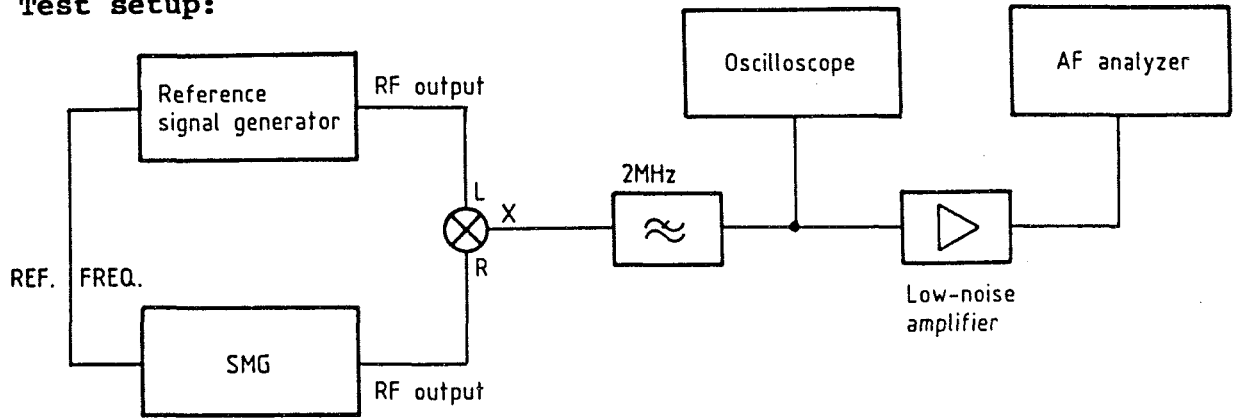 Test setup:
Reference
signal generator
RF output
L
X
R
REF. FREQ.
SMG
RF output
2MHz
Oscilloscope
Low-noise
amplifier
AF analyzer